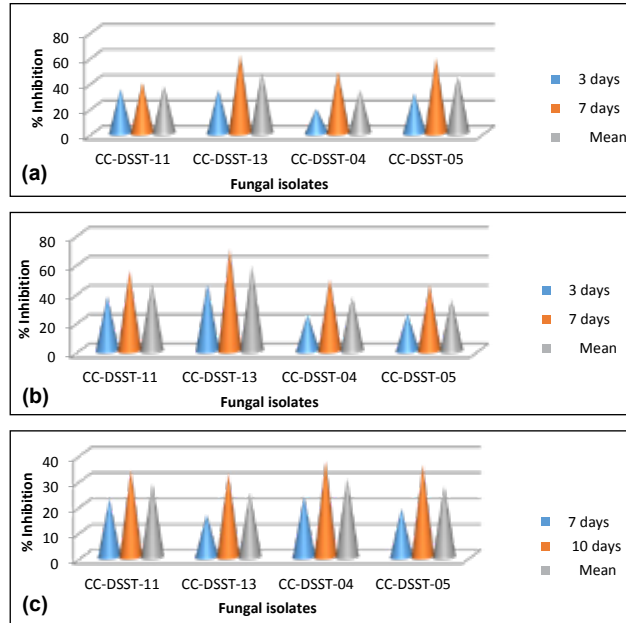 80
60
40
20
0
% Inhibition
CC-DSST-11 CC-DSST-13 CC-DSST-04 CC-DSST-05
Fungal isolates
3 days
7 days
Mean
(a)
80
60
40
20
0
% Inhibition
CC-DSST-11 CC-DSST-13 CC-DSST-04 CC-DSST-05
Fungal isolates
3 days
7 days
Mean
(b)
40
30
20
10
0
% Inhibition
CC-DSST-11 CC-DSST-13 CC-DSST-04 CC-DSST-05
Fungal isolates
7 days
10 days
Mean
(c)